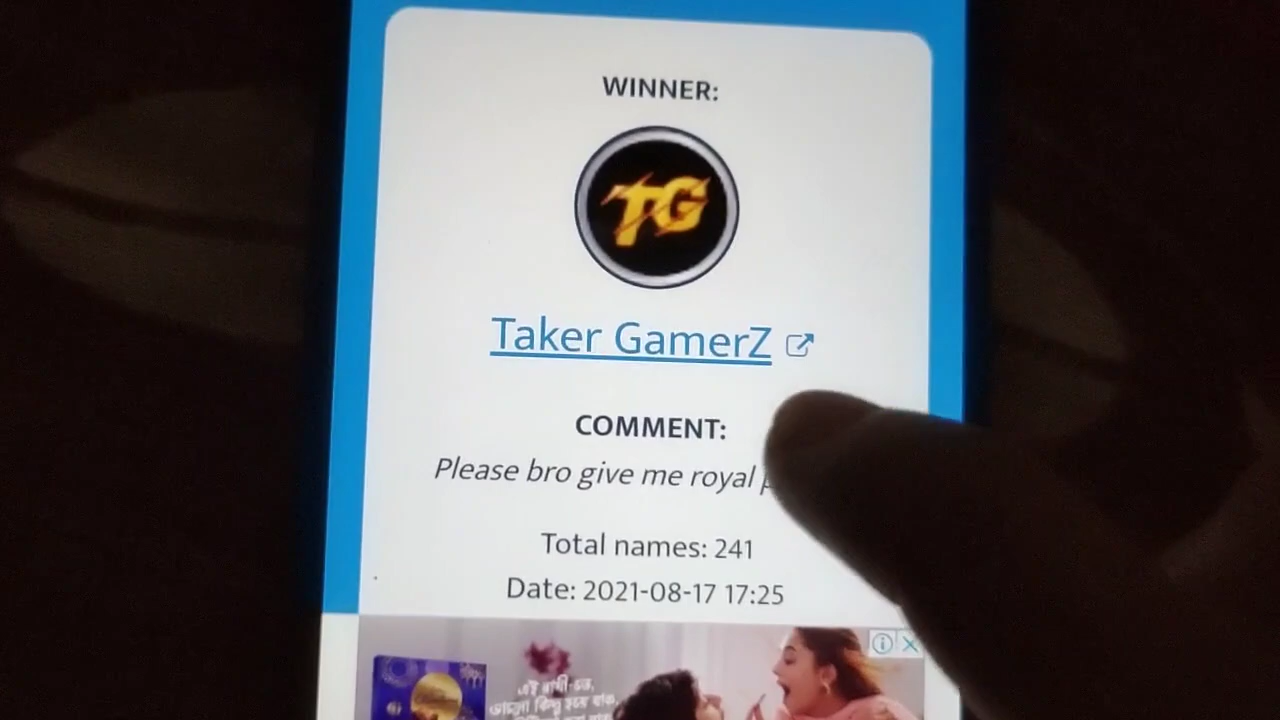 WINNER:
TG
Taker GamerZ
COMMENT:
Please bro give me royal
Total names: 241
Date: 2021-08-17 17:25
এই রাখী-তে,